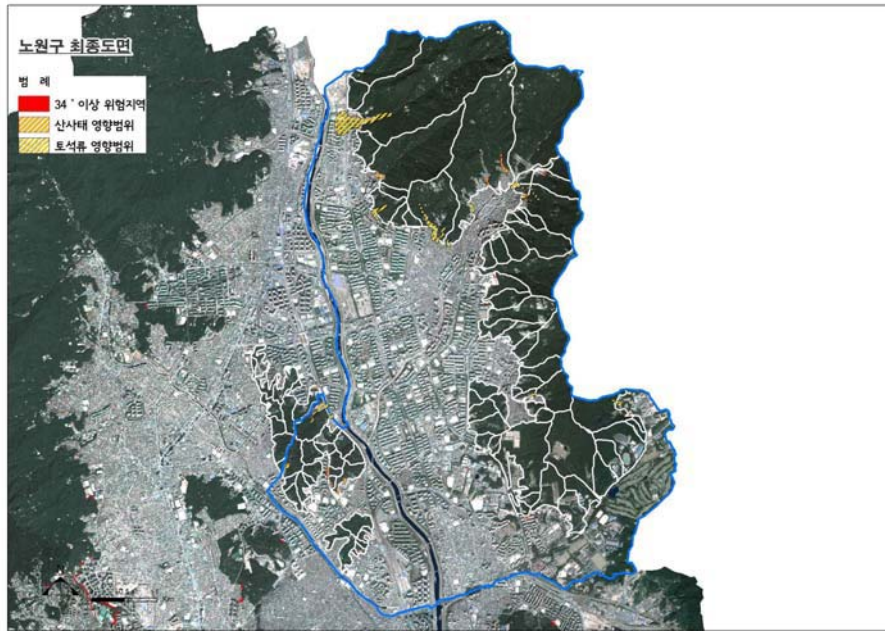 노원구 최종도면
범 례
34˚이상 위험지역
산사태 영향범위
토석류 영향범위